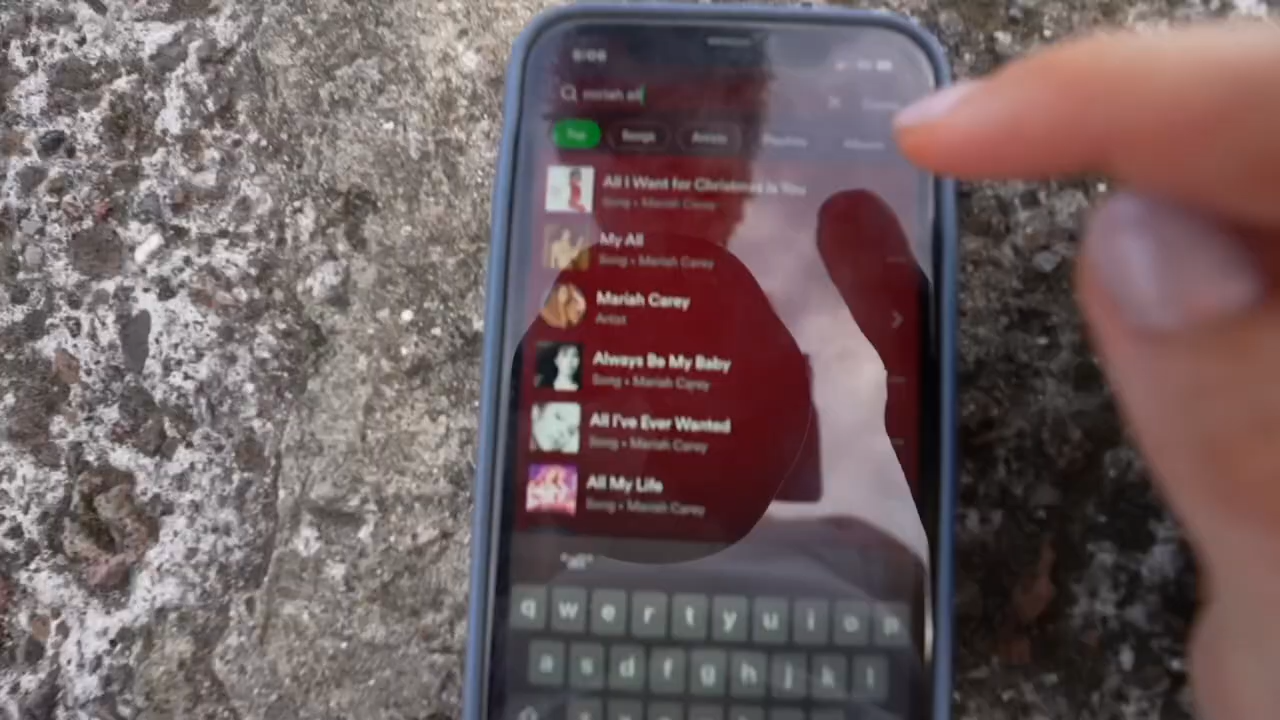 mariah all
Top Songs Artists Playlists Albums
All I Want for Christmas Is You
Song • Mariah Carey
My All
Song • Mariah Carey
Mariah Carey
Artist
Always Be My Baby
Song • Mariah Carey
All I've Ever Wanted
Song • Mariah Carey
All My Life
Song • Mariah Carey
"all"
q w e r t y u i o p
a s d f g h j k l